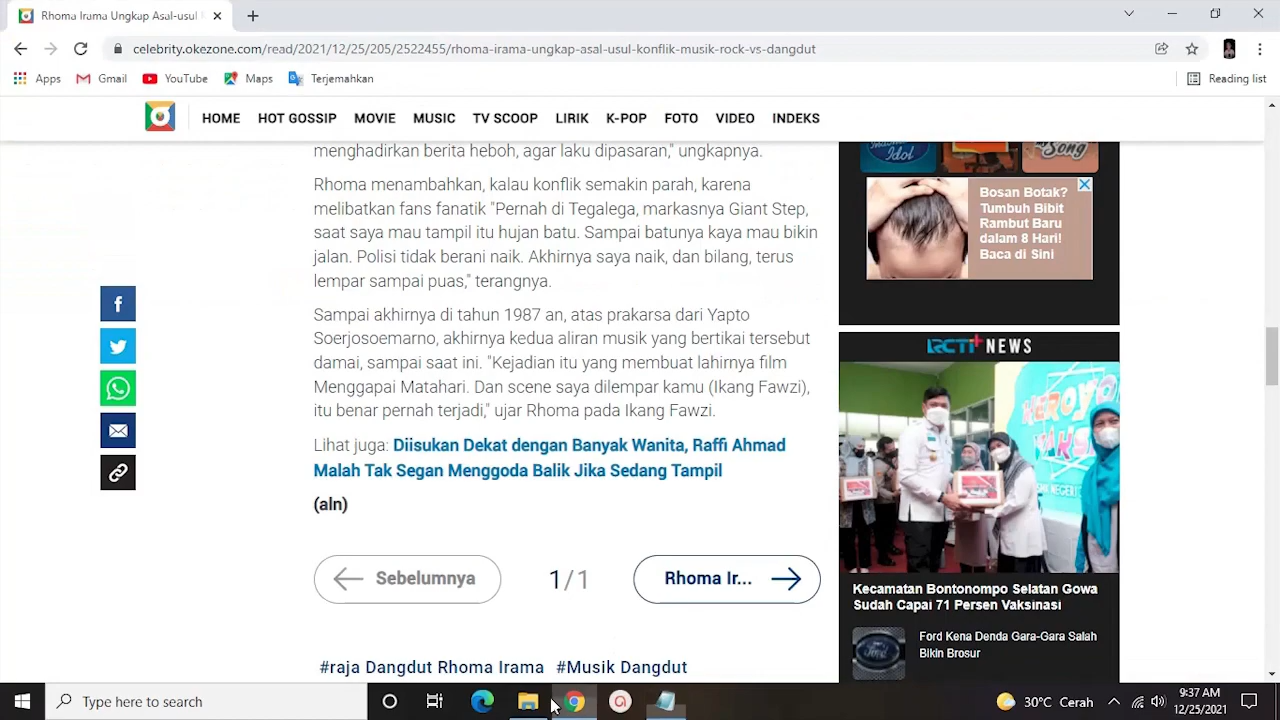 Rhoma Irama Ungkap Asal-usul
celebrity.okezone.com/read/2021/12/25/205/2522455/rhoma-irama-ungkap-asal-usul-konflik-musik-rock-vs-dangdut
Apps Gmail YouTube Maps Terjemahkan Reading list
HOME HOT GOSSIP MOVIE MUSIC TV SCOOP LIRIK K-POP FOTO VIDEO INDEKS
menghadirkan berita heboh, agar laku dipasaran," ungkapnya.
Rhoma menambahkan, kalau konflik semakin parah, karena
melibatkan fans fanatik "Pernah di Tegalega, markasnya Giant Step,
saat saya mau tampil itu hujan batu. Sampai batunya kaya mau bikin
jalan. Polisi tidak berani naik. Akhirnya saya naik, dan bilang, terus
lempar sampai puas," terangnya.
Sampai akhirnya di tahun 1987 an, atas prakarsa dari Yapto
Soerjosoemarno, akhirnya kedua aliran musik yang bertikai tersebut
damai, sampai saat ini. "Kejadian itu yang membuat lahirnya film
Menggapai Matahari. Dan scene saya dilempar kamu (Ikang Fawzi),
itu benar pernah terjadi," ujar Rhoma pada Ikang Fawzi.
Lihat juga: Diisukan Dekat dengan Banyak Wanita, Raffi Ahmad
Malah Tak Segan Menggoda Balik Jika Sedang Tampil
(aln)
Sebelumnya 1/1 Rhoma Ir...
#raja Dangdut Rhoma Irama #Musik Dangdut
Idol
Song
Bosan Botak?
Tumbuh Bibit
Rambut Baru
dalam 8 Hari!
Baca di Sini
RCTI+ NEWS
Kecamatan Bontonompo Selatan Gowa
Sudah Capai 71 Persen Vaksinasi
Ford Kena Denda Gara-Gara Salah
Bikin Brosur
Type here to search
30°C Cerah
9:37 AM
12/25/2021